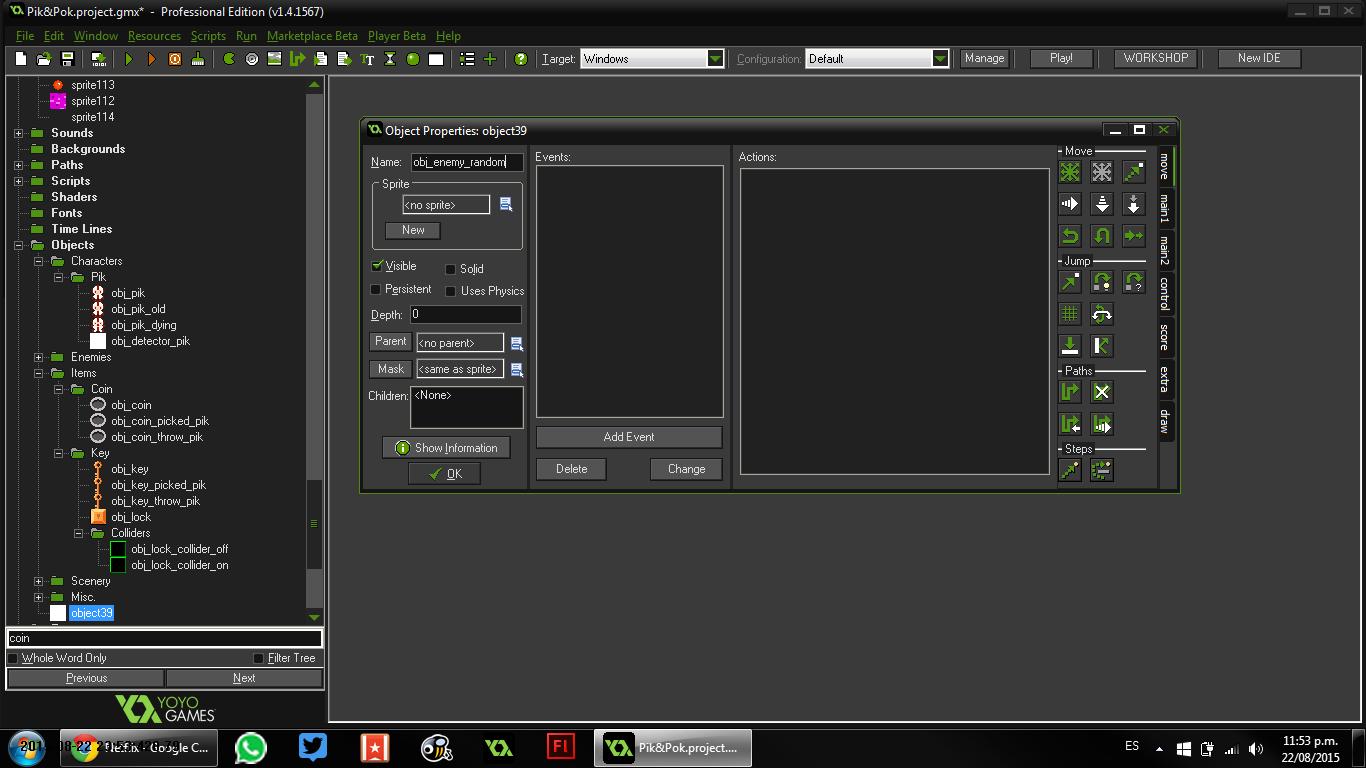 Pik&Pok.project.gmx* - Professional Edition (v1.4.1567)
File Edit Window Resources Scripts Run Marketplace Beta Player Beta Help
Target: Windows Configuration: Default Manage Play! WORKSHOP New IDE
sprite113
sprite112
sprite114
Sounds
Backgrounds
Paths
Scripts
Shaders
Fonts
Time Lines
Objects
Characters
Pik
obj_pik
obj_pik_old
obj_pik_dying
obj_detector_pik
Enemies
Items
Coin
obj_coin
obj_coin_picked_pik
obj_coin_throw_pik
Key
obj_key
obj_key_picked_pik
obj_key_throw_pik
obj_lock
Colliders
obj_lock_collider_off
obj_lock_collider_on
Scenery
Misc.
object39
coin
Whole Word Only Filter Tree
Previous Next
YOYO
GAMES
Object Properties: object39
Name: obj_enemy_random
Sprite
<no sprite>
New
Visible Solid
Persistent Uses Physics
Depth: 0
Parent <no parent>
Mask <same as sprite>
Children: <None>
Show Information
OK
Events:
Add Event
Delete Change
Actions:
Move
Jump
Paths
Steps
move
main1
main2
control
score
extra
draw
Google C...
Fl
Pik&Pok.project....
ES
11:53 p.m.
22/08/2015